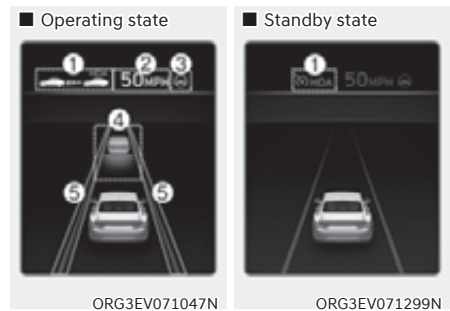 ■ Operating state
① 50MPH ② ③
④
⑤ ⑤
ORG3EV071047N
■ Standby state
① HDA 50MPH
ORG3EV071299N